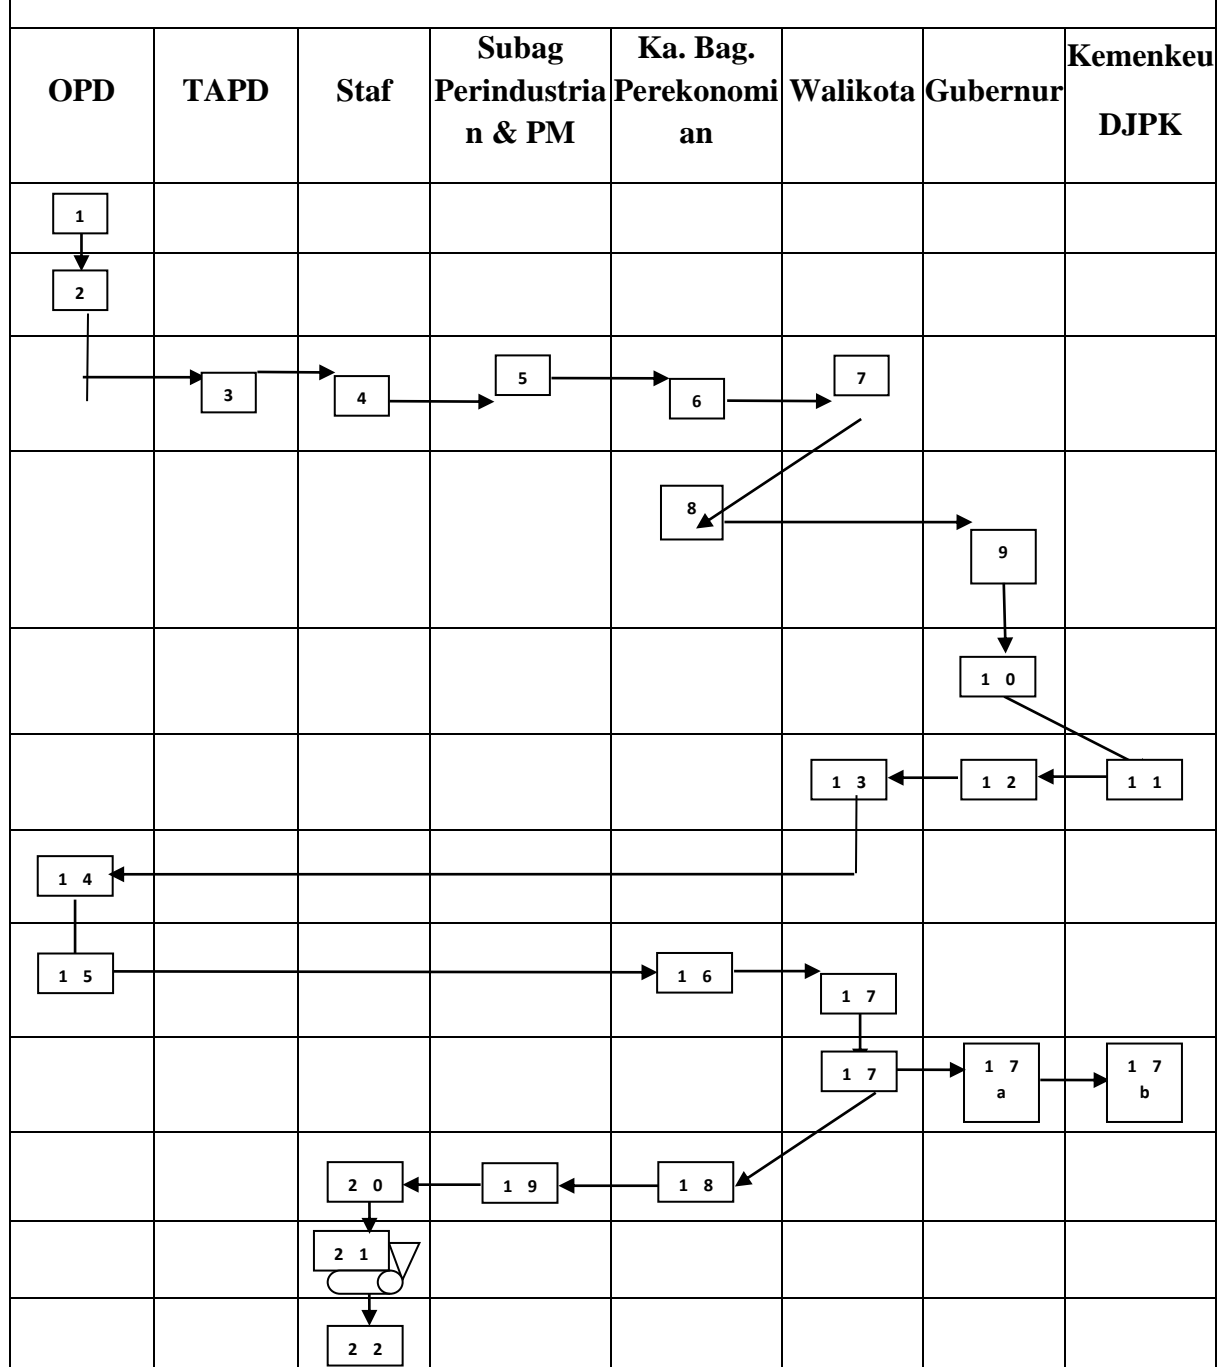 OPD
TAPD
Staf
Subag
Perindustria
n & PM
Ka. Bag.
Perekonomi
an
Walikota
Gubernur
Kemenkeu
DJPK
1
2
3
4
5
6
7
8
9
1 0
1 3
1 2
1 1
1 4
1 5
1 6
1 7
1 7
1 7
a
1 7
b
2 0
1 9
1 8
2 1
2 2